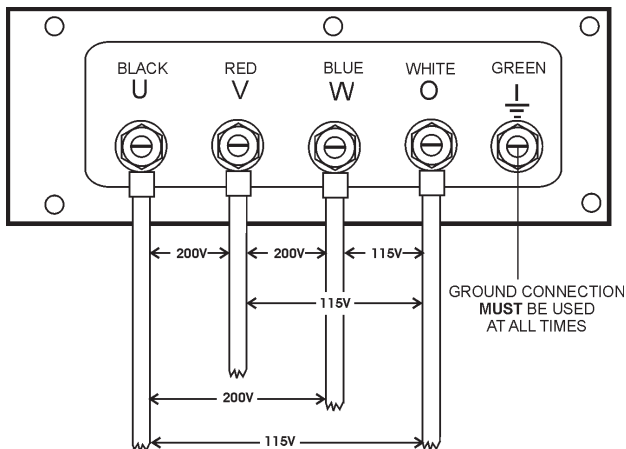 BLACK RED BLUE WHITE GREEN
U V W O
200V 200V 115V
115V
GROUND CONNECTION
MUST BE USED
AT ALL TIMES
200V
115V